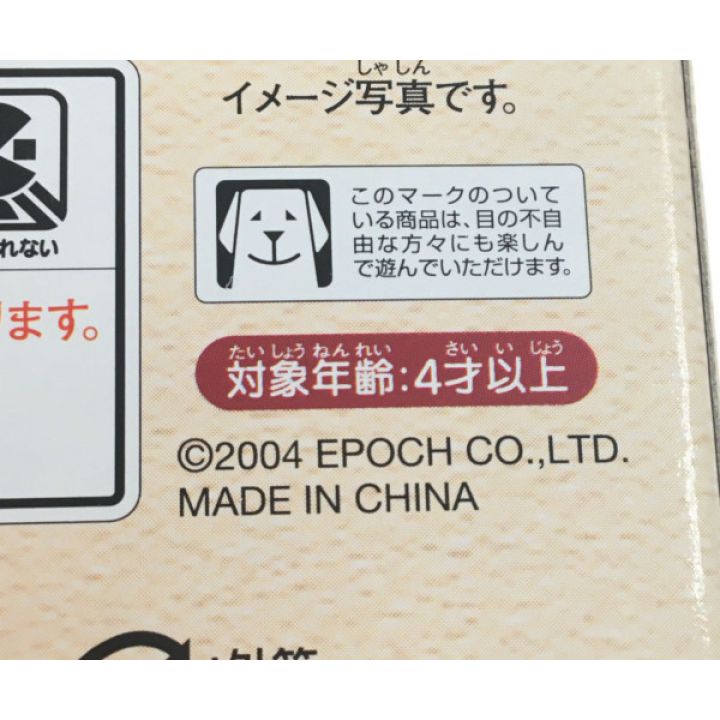 しゃしん
イメージ写真です。
れない
このマークのついて
いる商品は、目の不自
由な方々にも楽しん
で遊んでいただけます。
ます。
たいしょうねんれい さいいじょう
対象年齢:4才以上
©2004 EPOCH CO.,LTD.
MADE IN CHINA